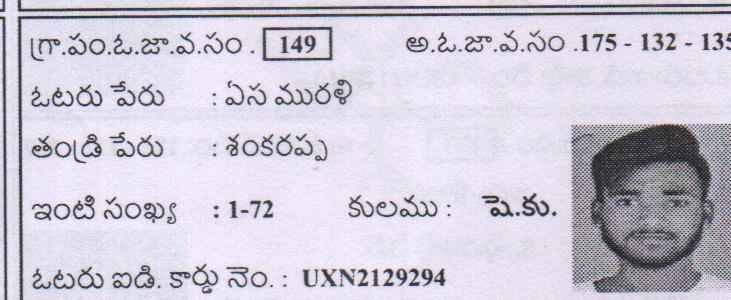 గ్రా.పం.ఓ.జా.వ.సం . 149 అ.ఓ.జా.వ.సం .175 - 132 - 135
ఓటరు పేరు : ఏస మురళి
తండ్రి పేరు : శంకరప్ప
ఇంటి సంఖ్య : 1-72 కులము : షె.కు.
ఓటరు ఐడి. కార్డు నెం. : UXN2129294